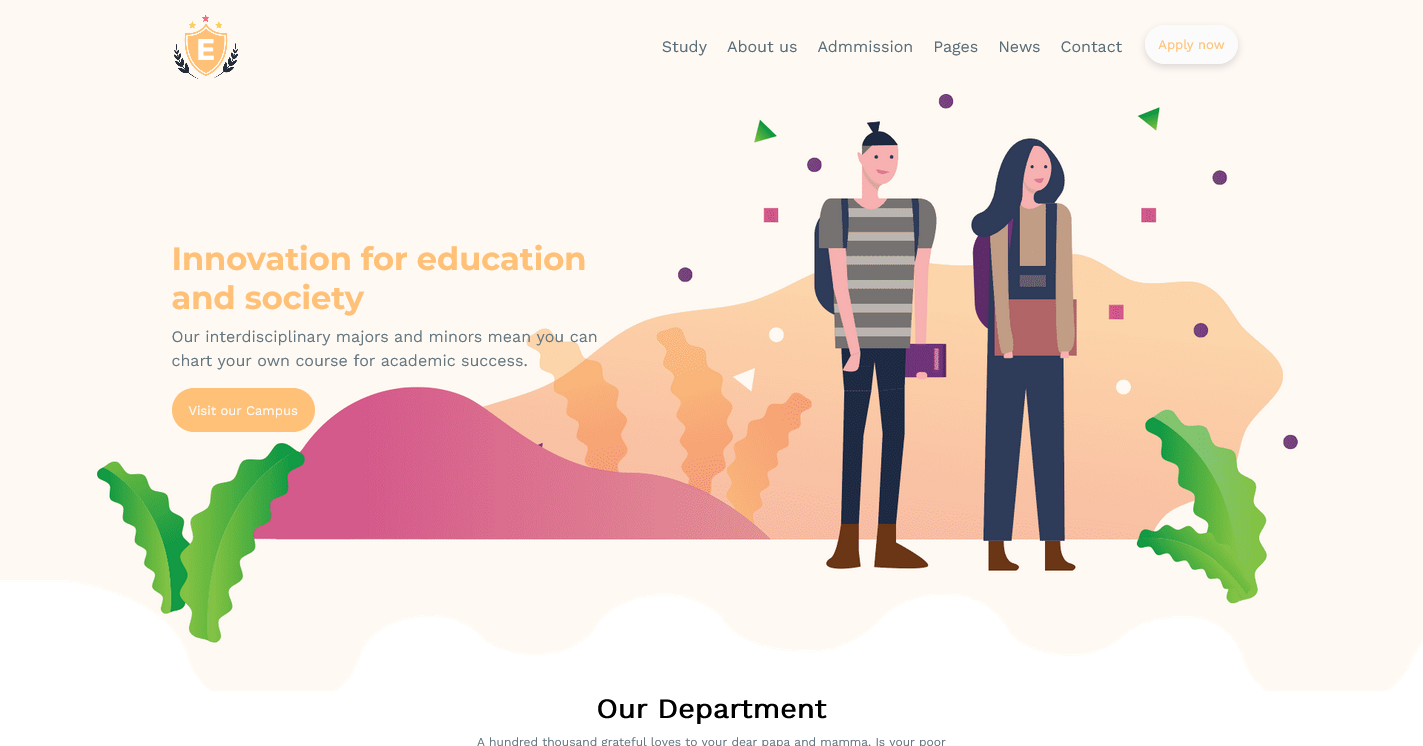 E
Study About us Admmission Pages News Contact Apply now
Innovation for education
and society
Our interdisciplinary majors and minors mean you can
chart your own course for academic success.
Visit our Campus
Our Department
A hundred thousand grateful loves to your dear papa and mamma. Is your poor